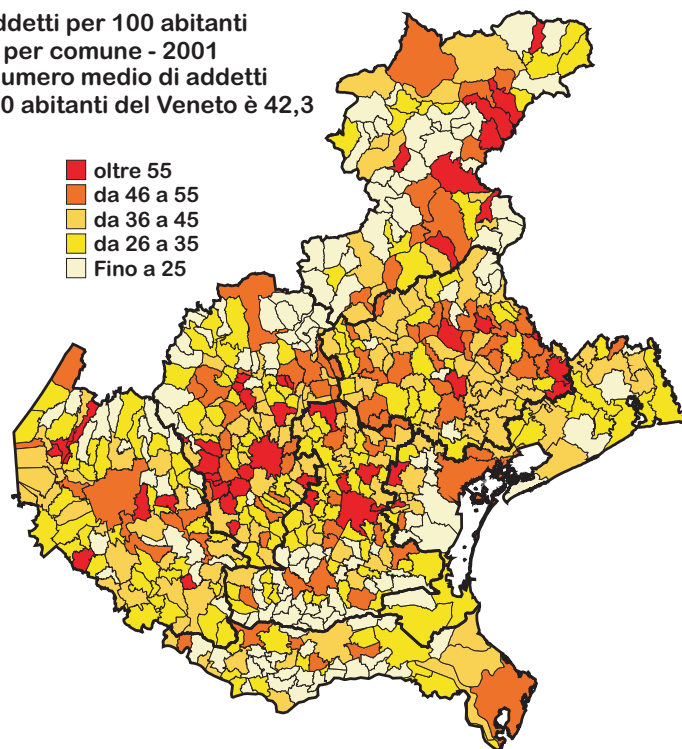 ddetti per 100 abitanti
per comune - 2001
umero medio di addetti
0 abitanti del Veneto è 42,3
oltre 55
da 46 a 55
da 36 a 45
da 26 a 35
Fino a 25